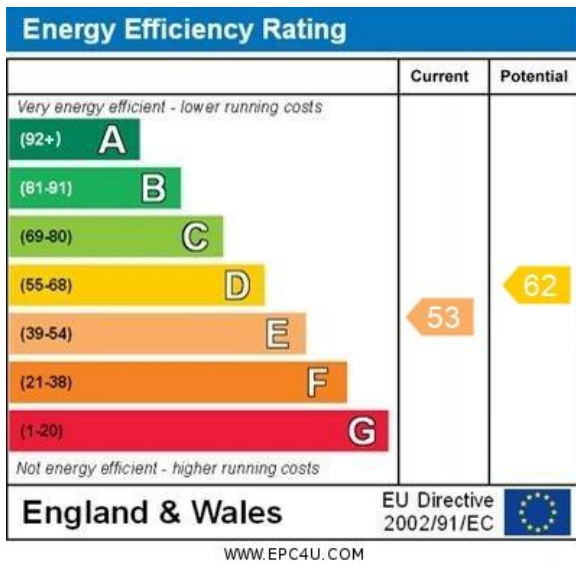 Energy Efficiency Rating
Current Potential
Very energy efficient - lower running costs
(92+) A
(81-91) B
(69-80) C
(55-68) D
62
(39-54) E
53
(21-38) F
(1-20) G
Not energy efficient - higher running costs
England & Wales
EU Directive
2002/91/EC
WWW.EPC4U.COM